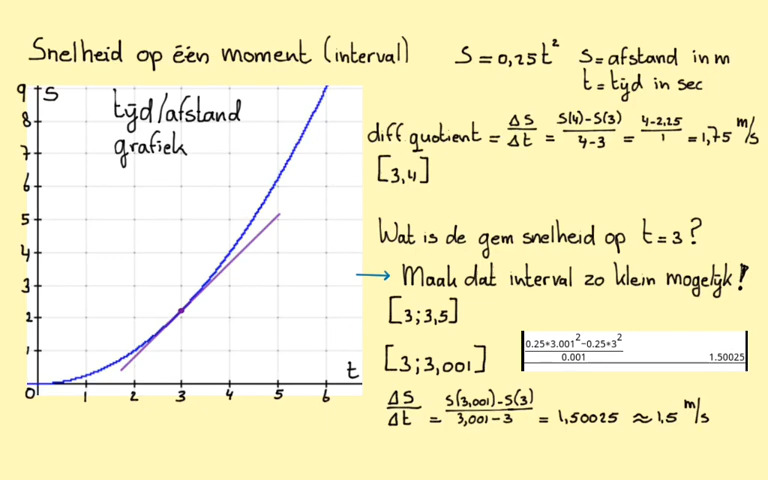 Snelheid op één moment (interval)
S = 0,25t² S = afstand in m
t = tijd in sec
tijd/afstand
grafiek
S
9
8
7
6
5
4
3
2
1
0 1 2 3 4 5 6
t
diff quotient = ΔS/Δt = (S(4)-S(3))/(4-3) = (4-2,25)/1 = 1,75 m/s
[3,4]
Wat is de gem snelheid op t=3?
→ Maak dat interval zo klein mogelijk!
[3;3,5]
[3;3,001]
(0.25*3.001²-0.25*3²)/0.001
1.50025
ΔS/Δt = (S(3,001)-S(3))/(3,001-3) = 1,50025 ≈ 1,5 m/s